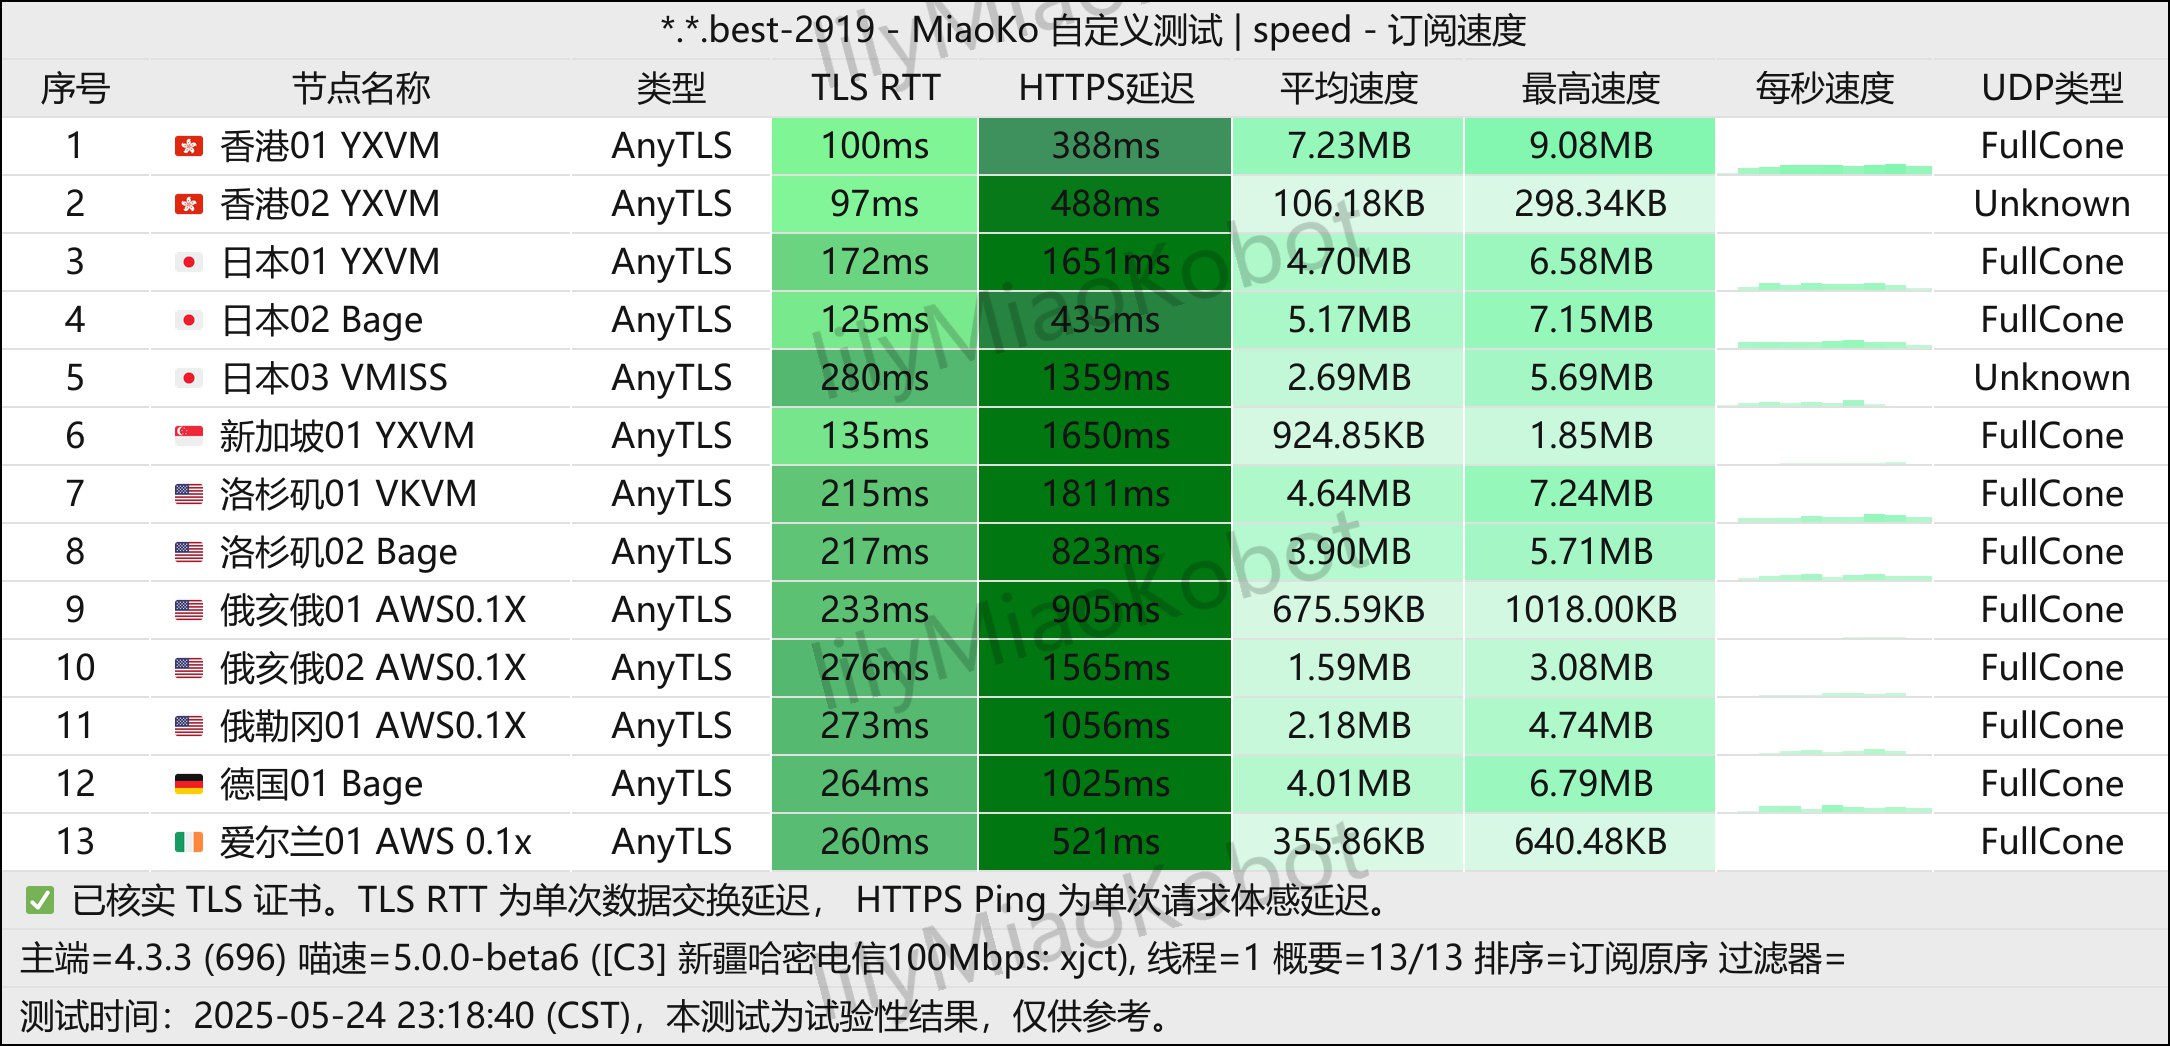 *.*.best-2919 - MiaoKo 自定义测试 | speed - 订阅速度
序号 节点名称 类型 TLS RTT HTTPS延迟 平均速度 最高速度 每秒速度 UDP类型
1 香港01 YXVM AnyTLS 100ms 388ms 7.23MB 9.08MB FullCone
2 香港02 YXVM AnyTLS 97ms 488ms 106.18KB 298.34KB Unknown
3 日本01 YXVM AnyTLS 172ms 1651ms 4.70MB 6.58MB FullCone
4 日本02 Bage AnyTLS 125ms 435ms 5.17MB 7.15MB FullCone
5 日本03 VMISS AnyTLS 280ms 1359ms 2.69MB 5.69MB Unknown
6 新加坡01 YXVM AnyTLS 135ms 1650ms 924.85KB 1.85MB FullCone
7 洛杉矶01 VKVM AnyTLS 215ms 1811ms 4.64MB 7.24MB FullCone
8 洛杉矶02 Bage AnyTLS 217ms 823ms 3.90MB 5.71MB FullCone
9 俄亥俄01 AWS0.1X AnyTLS 233ms 905ms 675.59KB 1018.00KB FullCone
10 俄亥俄02 AWS0.1X AnyTLS 276ms 1565ms 1.59MB 3.08MB FullCone
11 俄勒冈01 AWS0.1X AnyTLS 273ms 1056ms 2.18MB 4.74MB FullCone
12 德国01 Bage AnyTLS 264ms 1025ms 4.01MB 6.79MB FullCone
13 爱尔兰01 AWS 0.1x AnyTLS 260ms 521ms 355.86KB 640.48KB FullCone
已核实 TLS 证书。TLS RTT 为单次数据交换延迟， HTTPS Ping 为单次请求体感延迟。
主端=4.3.3 (696) 喵速=5.0.0-beta6 ([C3] 新疆哈密电信100Mbps: xjct), 线程=1 概要=13/13 排序=订阅原序 过滤器=
测试时间：2025-05-24 23:18:40 (CST)，本测试为试验性结果，仅供参考。
lilyMiaoKobot
lilyMiaoKobot
lilyMiaoKobot
lilyMiaoKobot